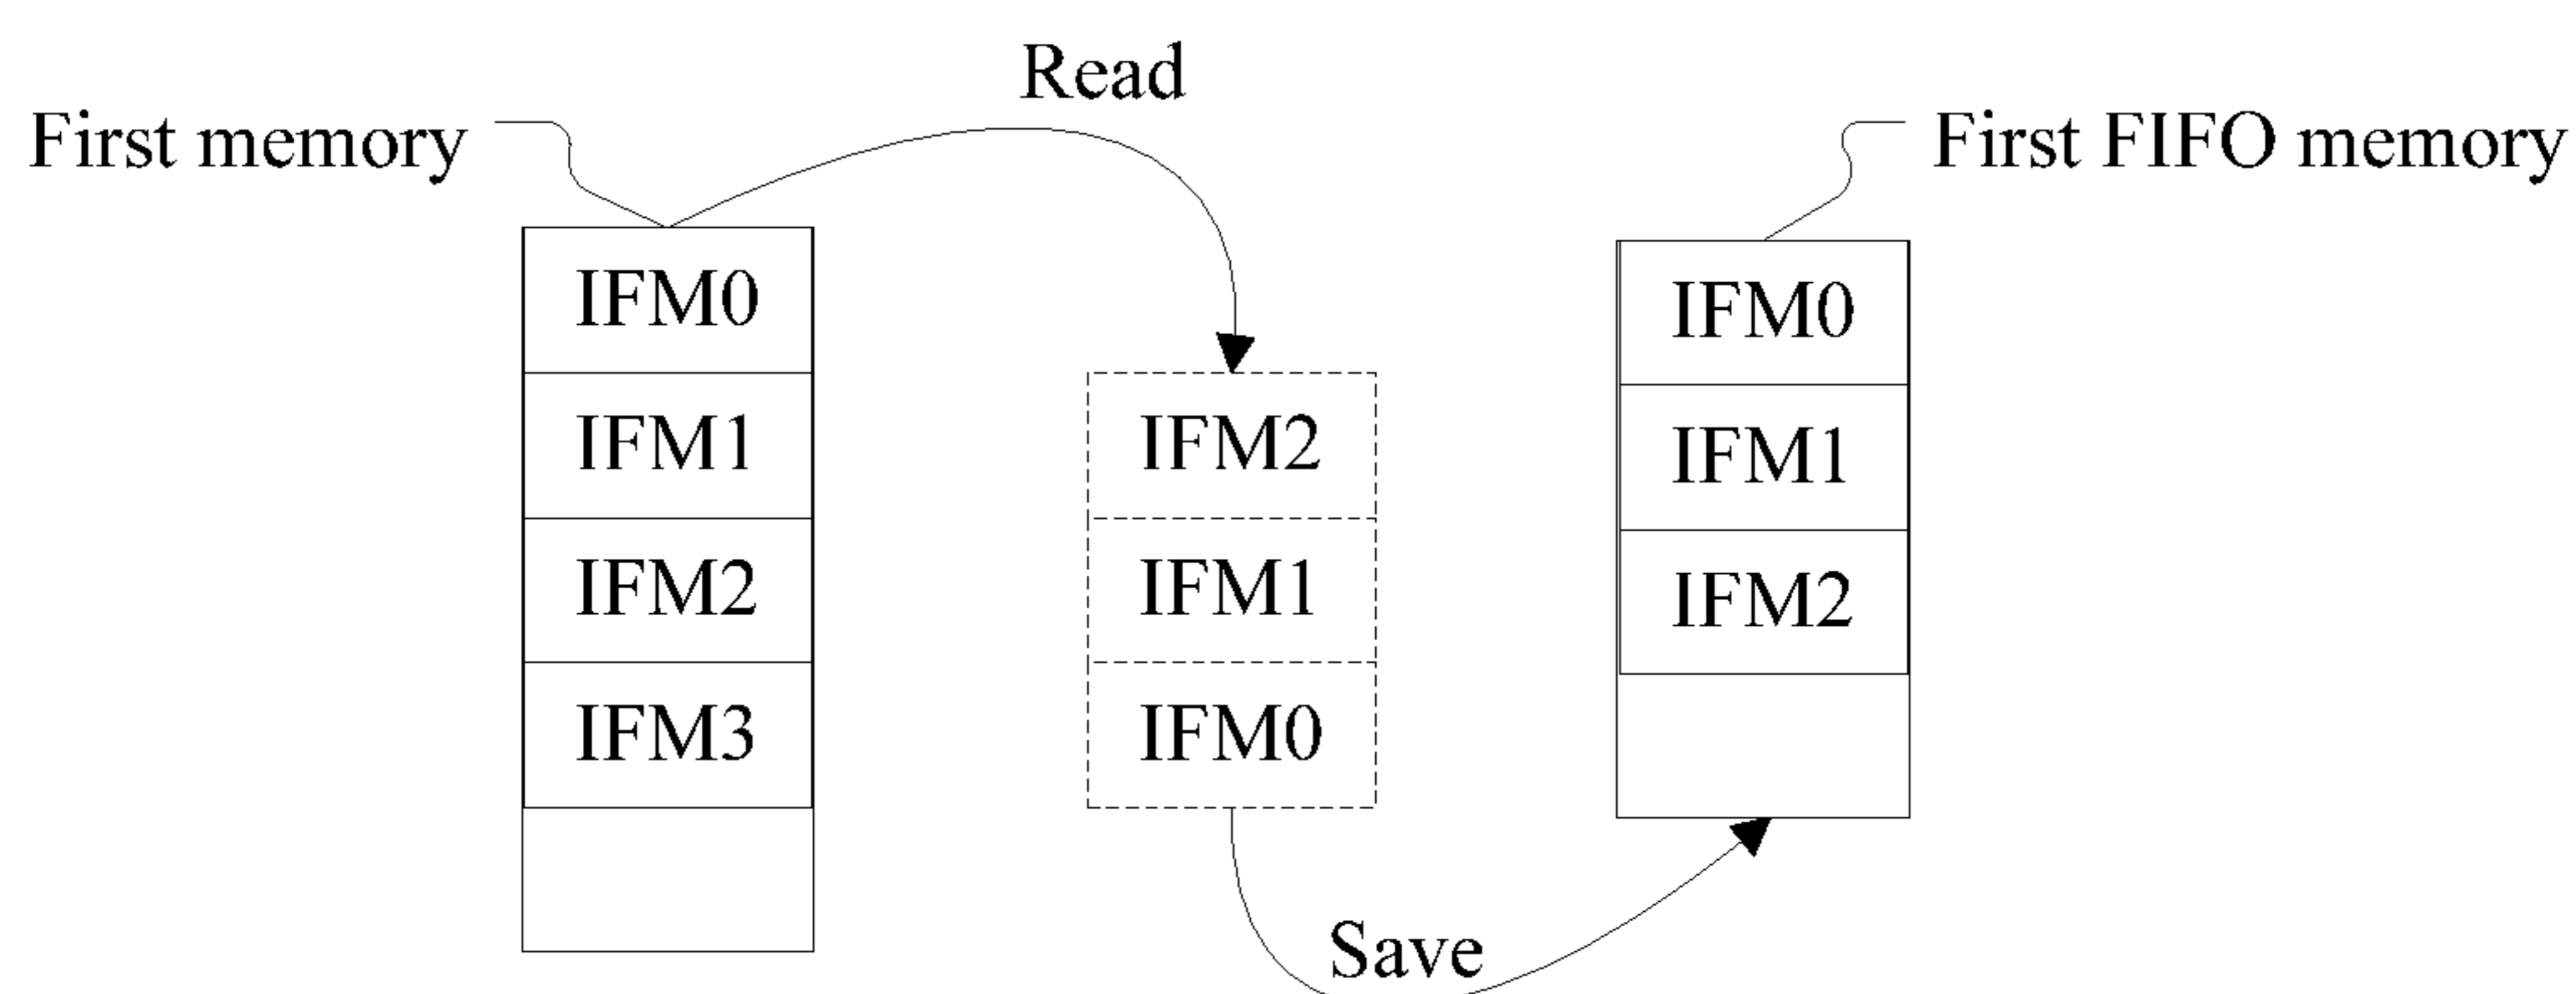 Read
First memory
First FIFO memory
IFM0
IFM1
IFM2
IFM3
IFM2
IFM1
IFM0
IFM0
IFM1
IFM2
Save